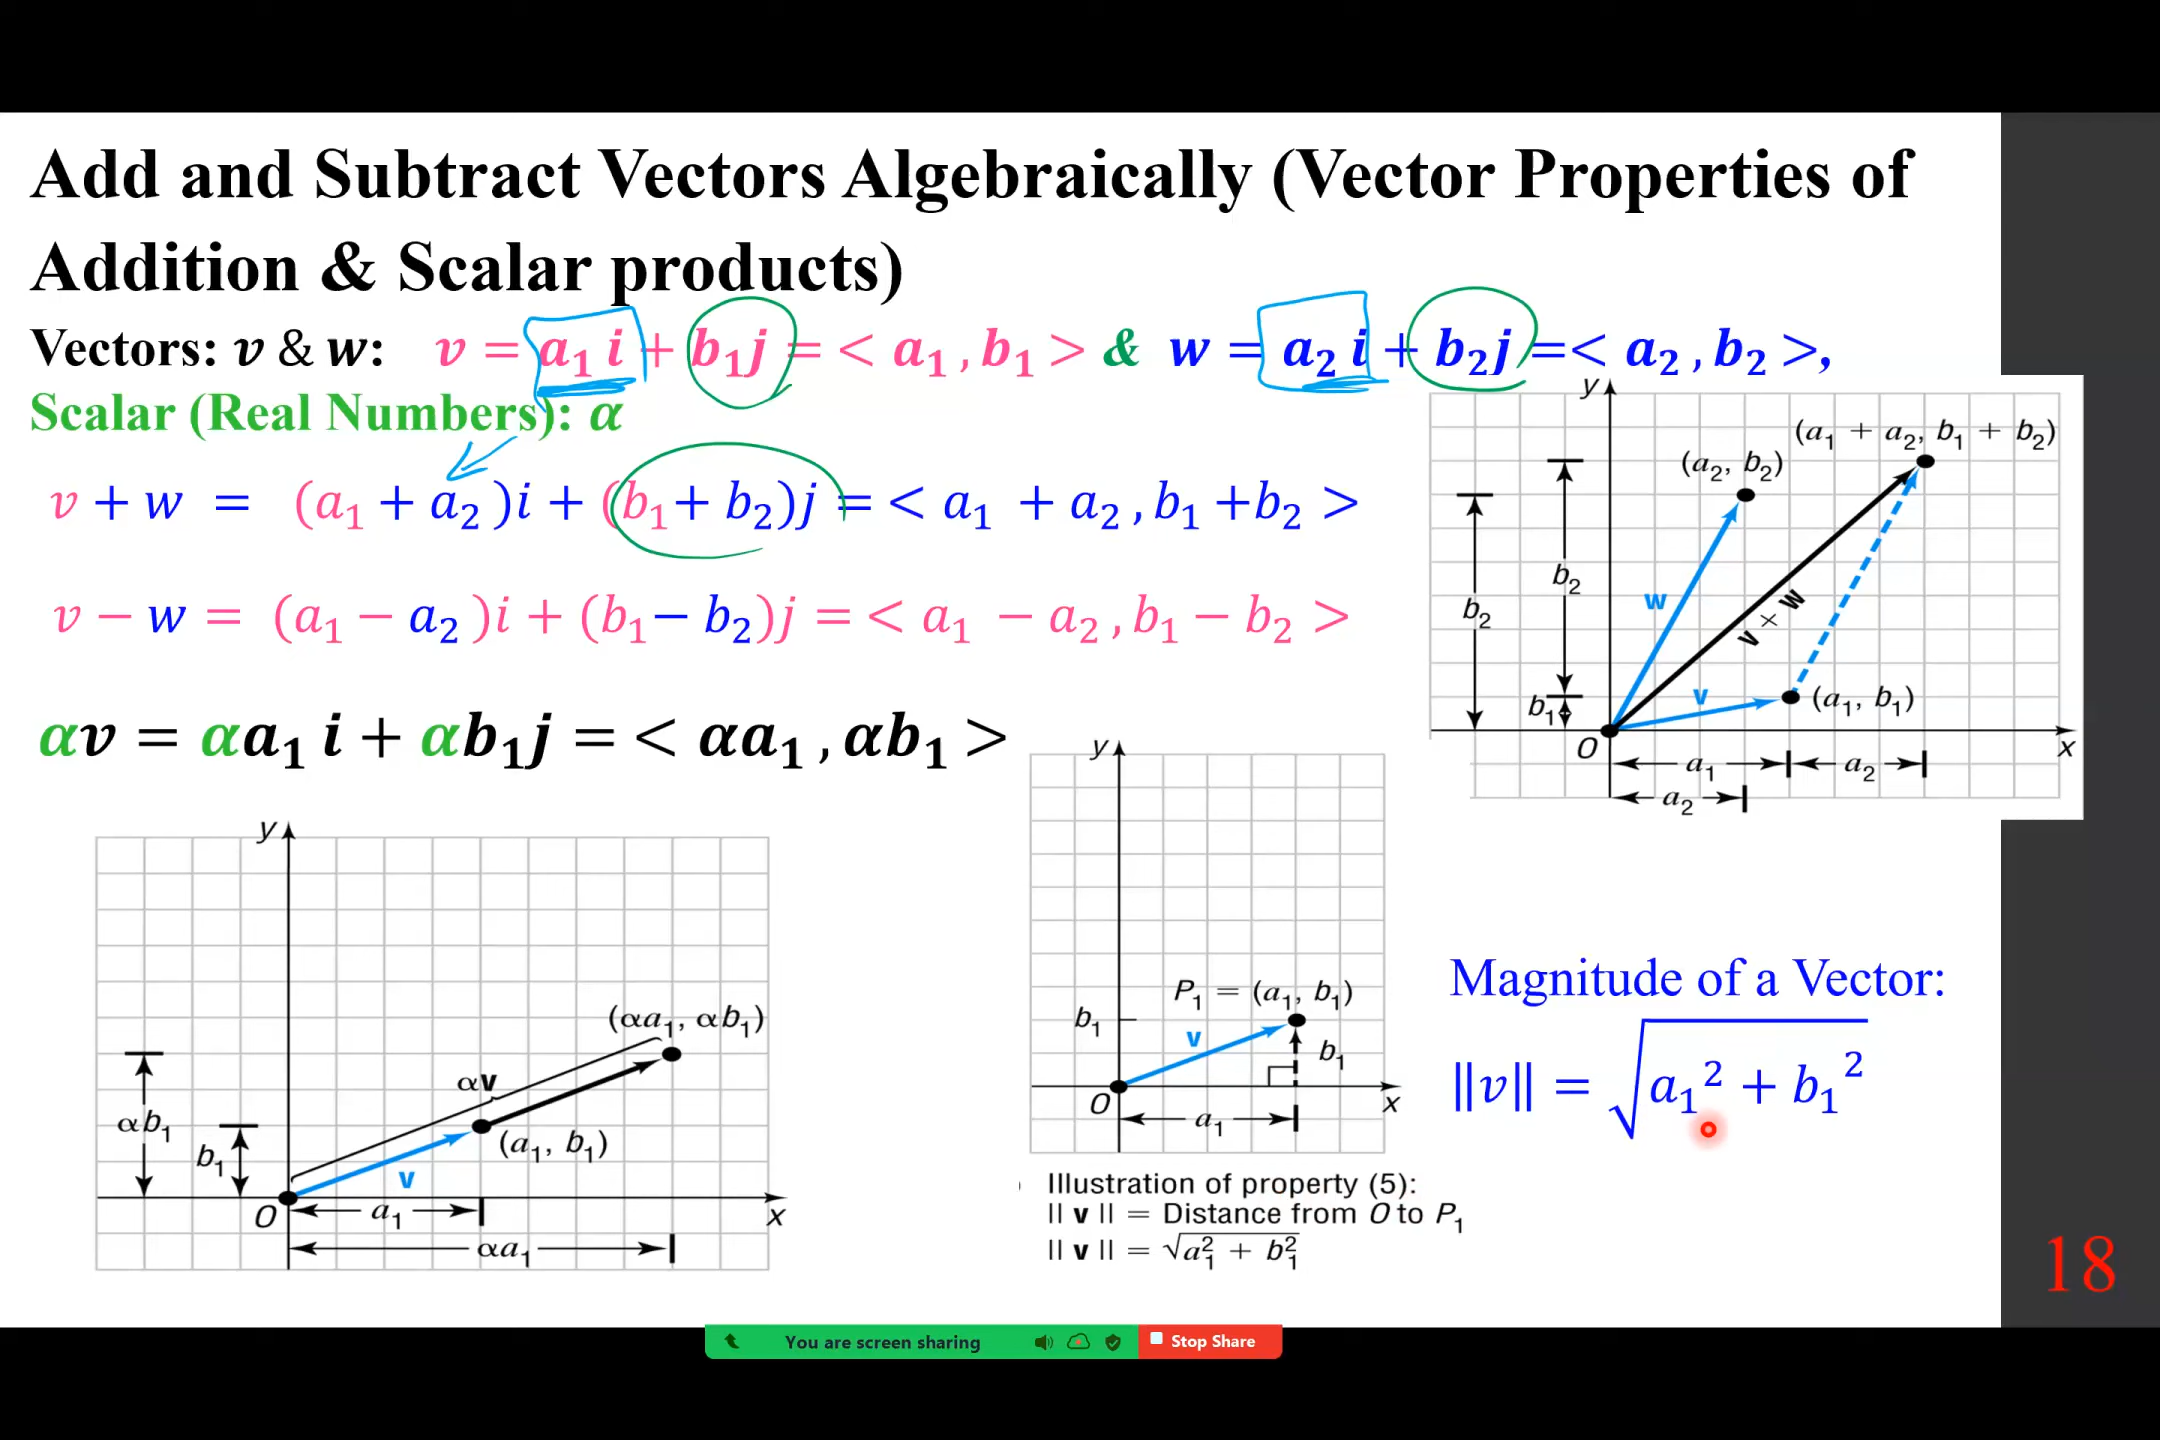 Add and Subtract Vectors Algebraically (Vector Properties of
Addition & Scalar products)
Vectors: v & w: v = a₁ i + b₁j = < a₁ , b₁ > & w = a₂ i + b₂j =< a₂ , b₂ >,
Scalar (Real Numbers): α
v + w = (a₁ + a₂ )i + (b₁+ b₂)j = < a₁ + a₂ , b₁ +b₂ >
v − w = (a₁ − a₂ )i + (b₁− b₂)j = < a₁ − a₂ , b₁ − b₂ >
αv = αa₁ i + αb₁j = < αa₁ , αb₁ >
y
(a₁ + a₂, b₁ + b₂)
(a₂, b₂)
b₂
b₂
w
v + w
b₁
v
(a₁, b₁)
O
x
a₁
a₂
a₂
y
(αa₁, αb₁)
αv
αb₁
b₁
(a₁, b₁)
v
O
a₁
x
αa₁
y
P₁ = (a₁, b₁)
b₁
v
b₁
O
a₁
x
Illustration of property (5):
|| v || = Distance from O to P₁
|| v || = √a₁² + b₁²
Magnitude of a Vector:
‖v‖ = √a₁² + b₁²
18
You are screen sharing
Stop Share